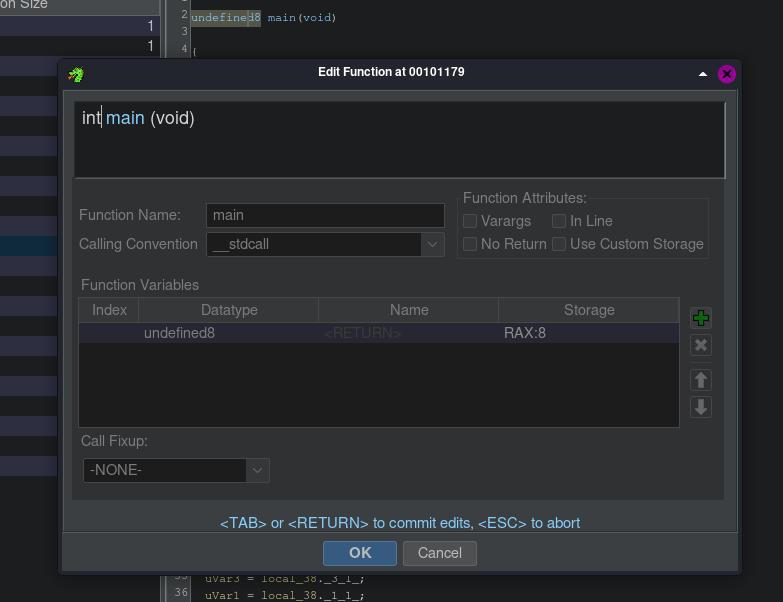 on Size
1
1
2 undefined8 main(void)
3
4 {
Edit Function at 00101179
int main (void)
Function Attributes:
Function Name: main
Varargs In Line
Calling Convention __stdcall
No Return Use Custom Storage
Function Variables
Index Datatype Name Storage
undefined8 <RETURN> RAX:8
Call Fixup:
-NONE-
<TAB> or <RETURN> to commit edits, <ESC> to abort
OK Cancel
35 uVar3 = local_38._3_1_;
36 uVar1 = local_38._1_1_;